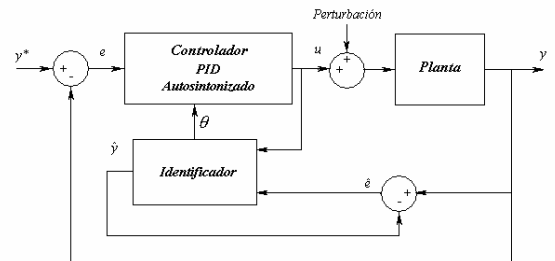 Perturbación
y*
+
-
e
Controlador
PID
Autosintonizado
u
+
+
Planta
y
θ
ŷ
Identificador
ê
-
+